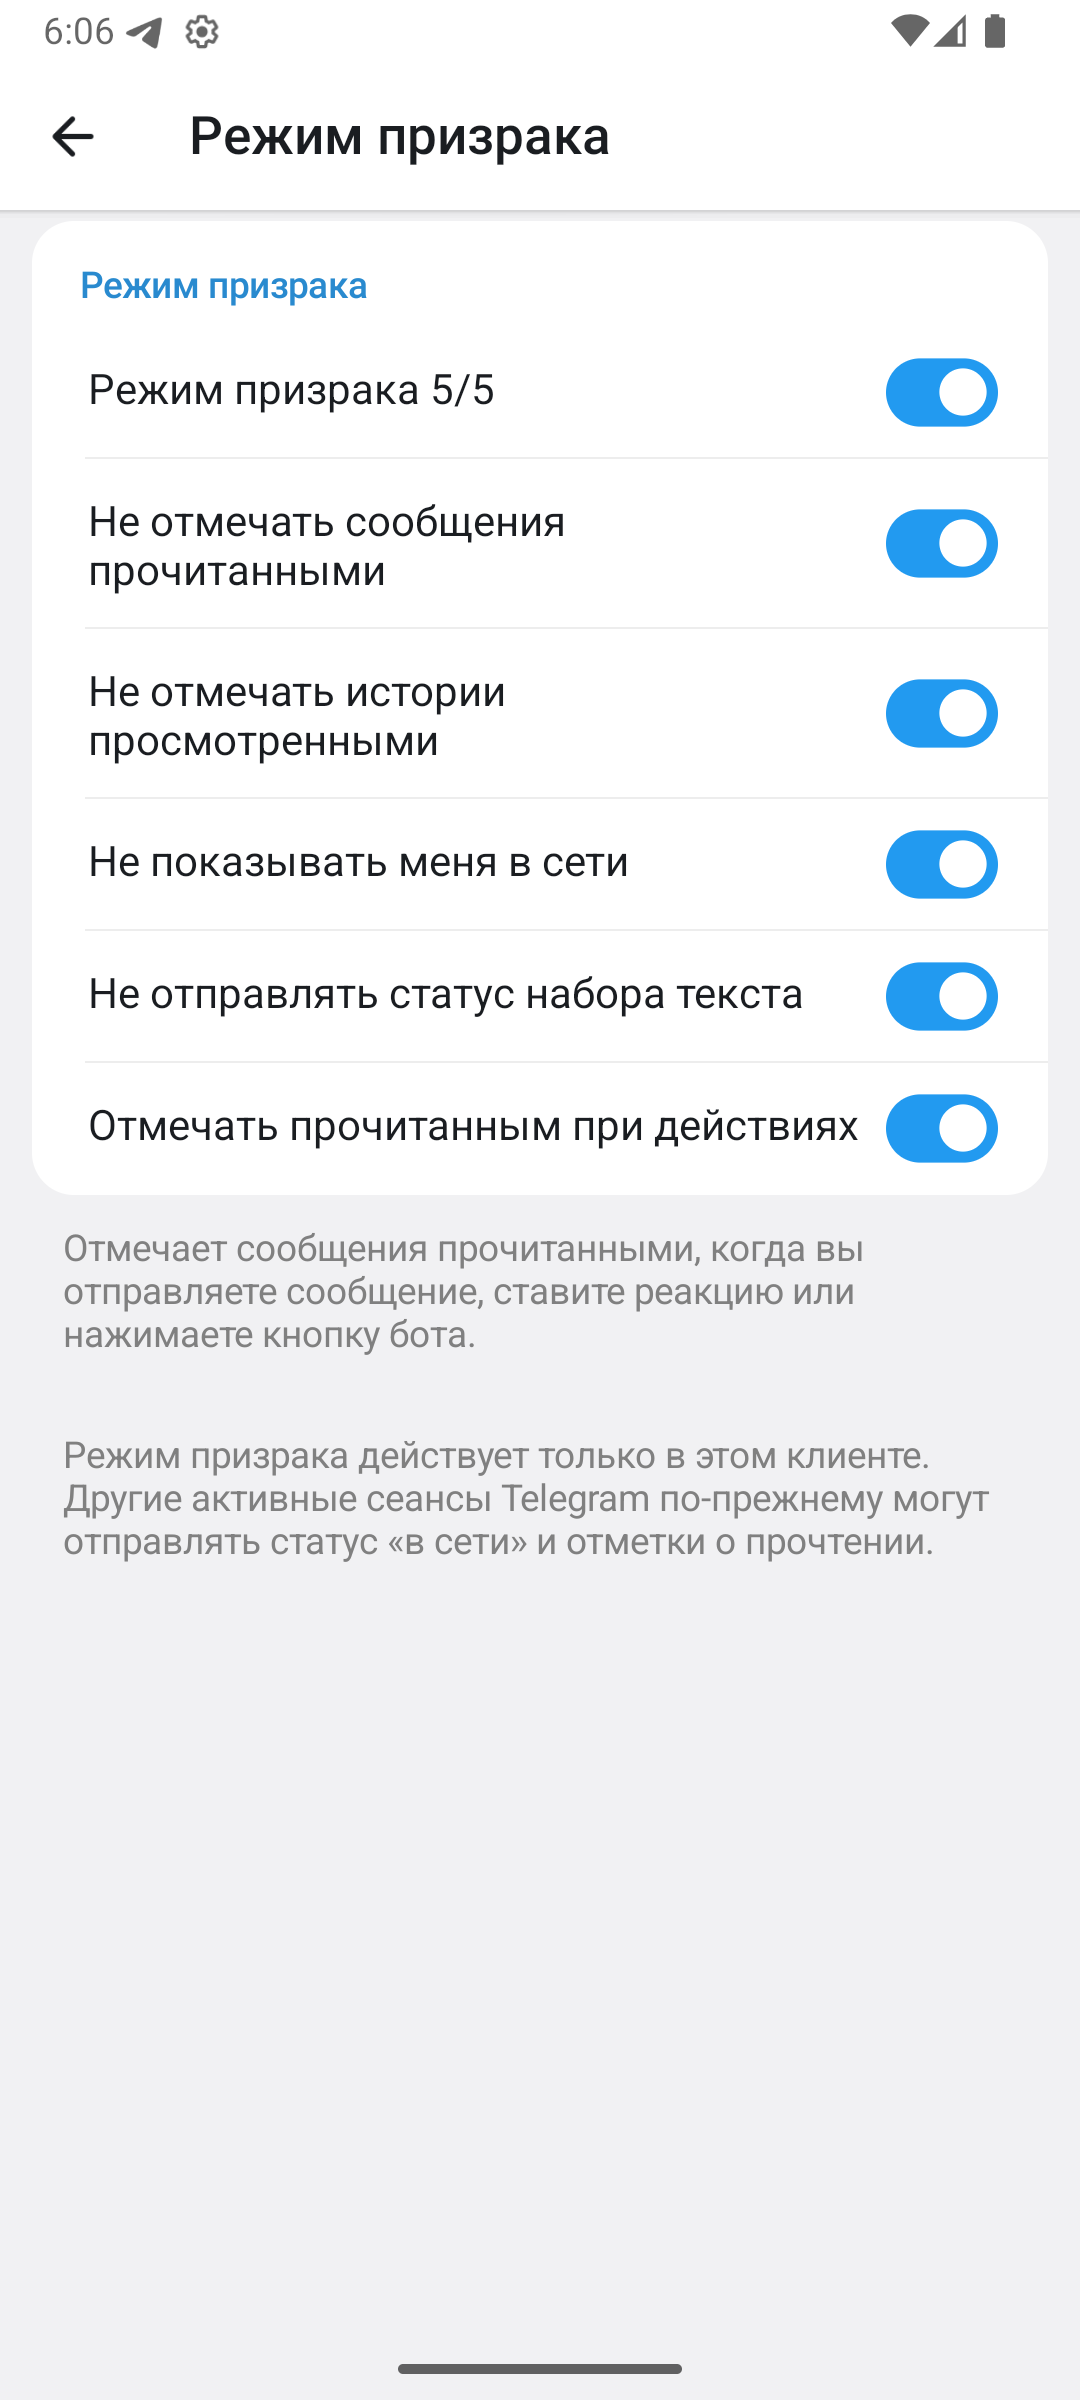 6:06
Режим призрака
Режим призрака
Режим призрака 5/5
Не отмечать сообщения
прочитанными
Не отмечать истории
просмотренными
Не показывать меня в сети
Не отправлять статус набора текста
Отмечать прочитанным при действиях
Отмечает сообщения прочитанными, когда вы
отправляете сообщение, ставите реакцию или
нажимаете кнопку бота.
Режим призрака действует только в этом клиенте.
Другие активные сеансы Telegram по-прежнему могут
отправлять статус «в сети» и отметки о прочтении.